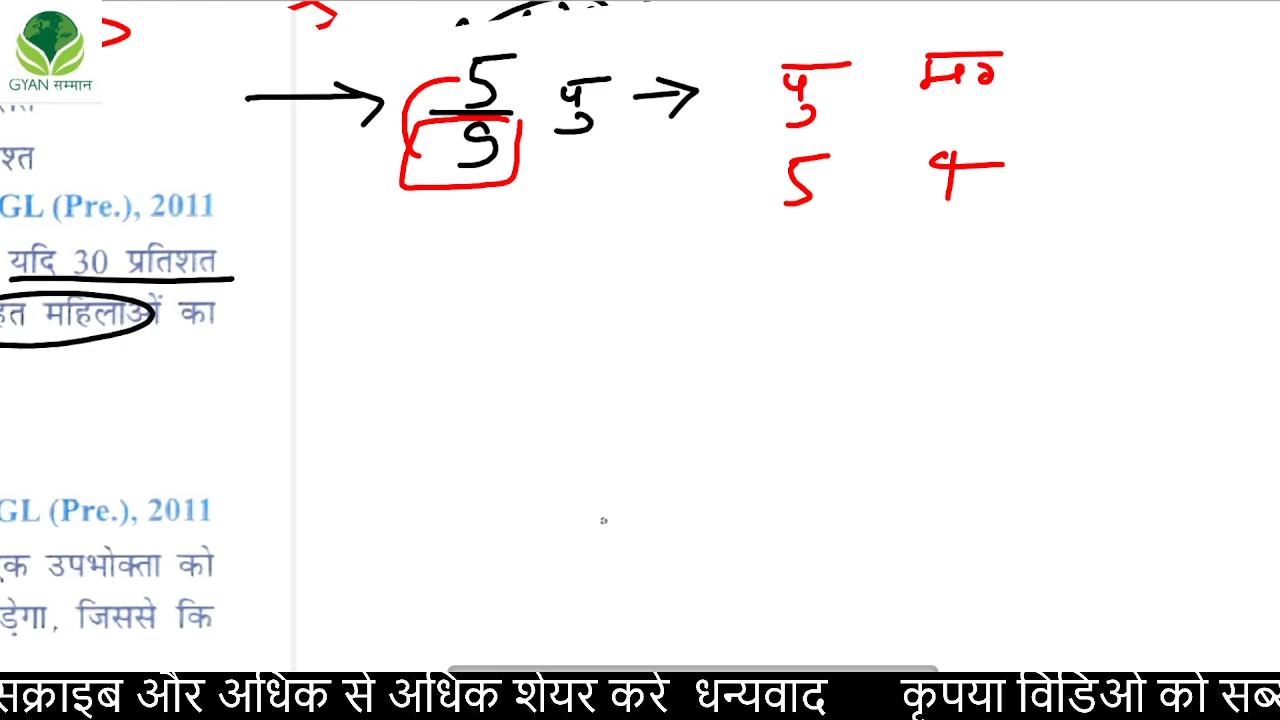 GYAN सम्मान
5/9 पु → पु म०
5 4
श्त
GL (Pre.), 2011
यदि 30 प्रतिशत
महिलाओं का
GL (Pre.), 2011
उपभोक्ता को
ड़ेगा, जिससे कि
सक्राइब और अधिक से अधिक शेयर करे धन्यवाद कृपया विडिओ को सब्स